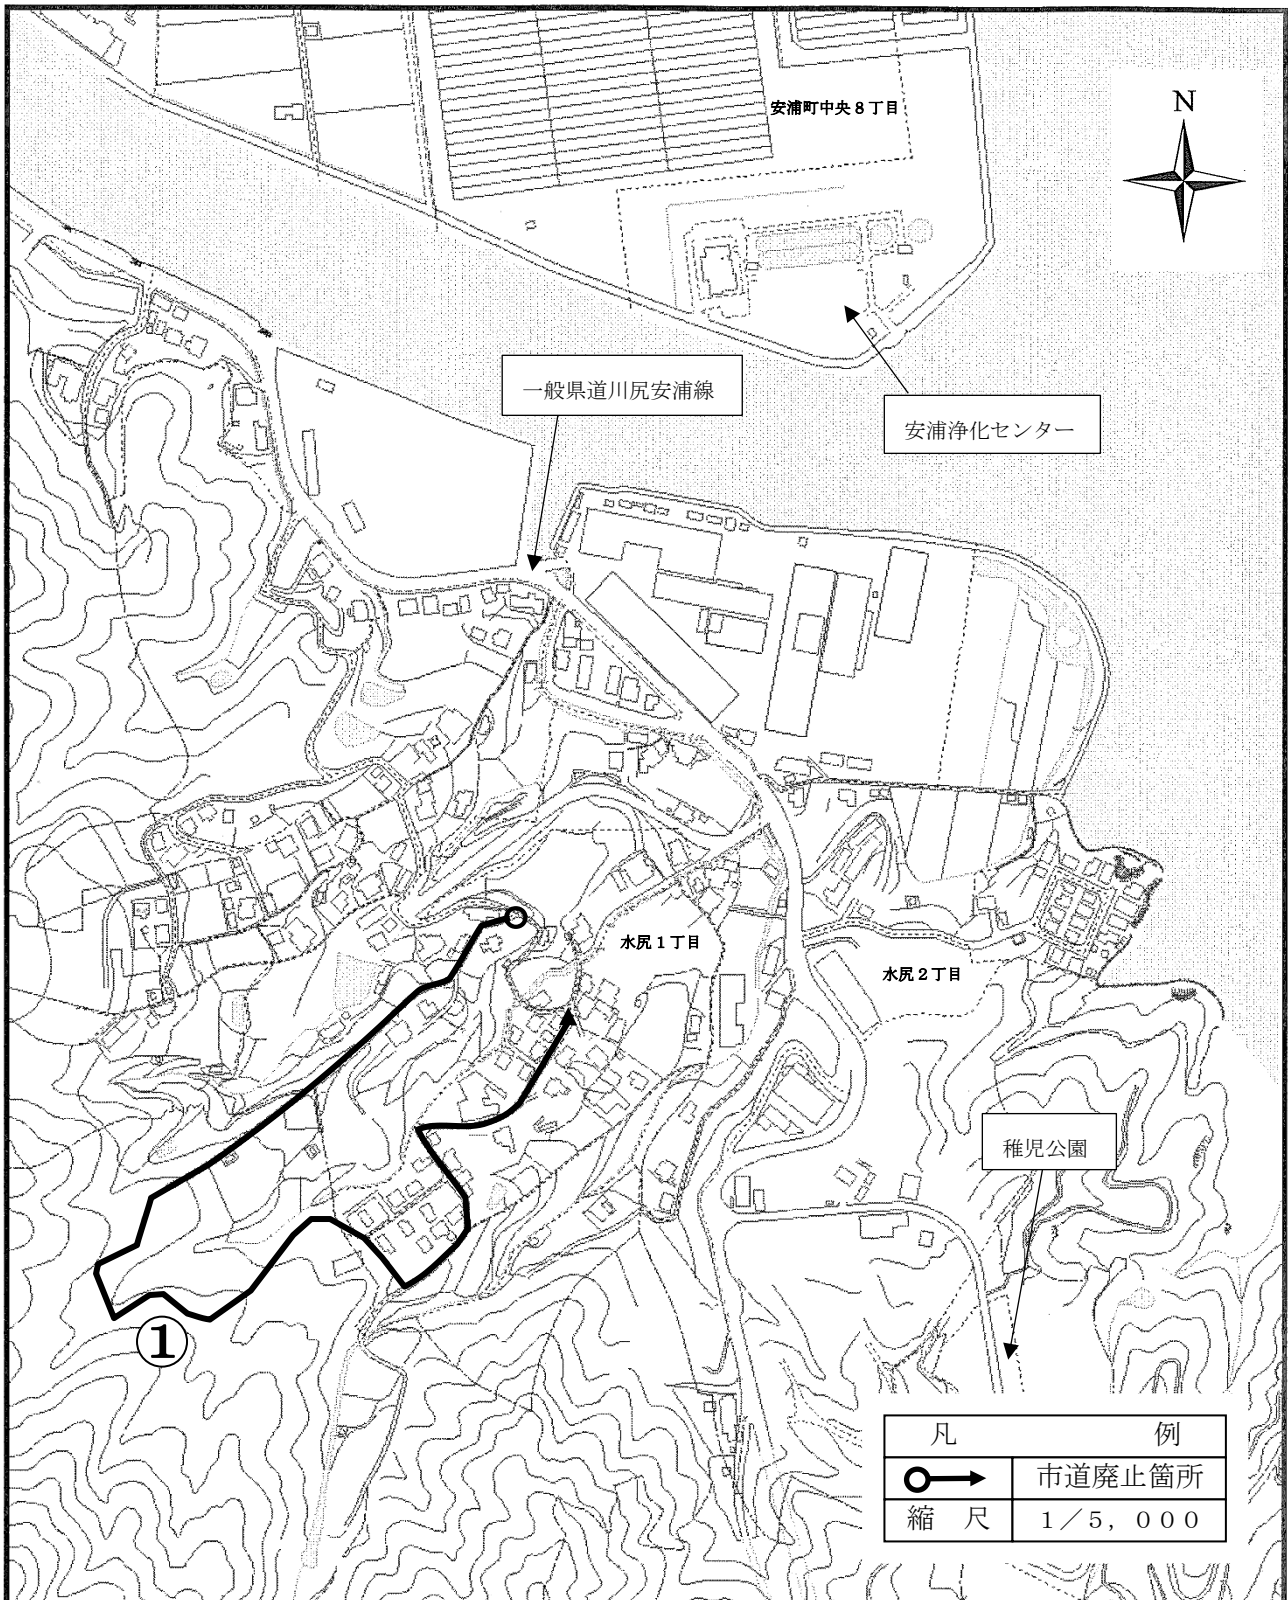 安浦町中央８丁目
N
一般県道川尻安浦線
安浦浄化センター
水尻１丁目
水尻２丁目
稚児公園
①
凡 例
市道廃止箇所
縮 尺 １／５，０００